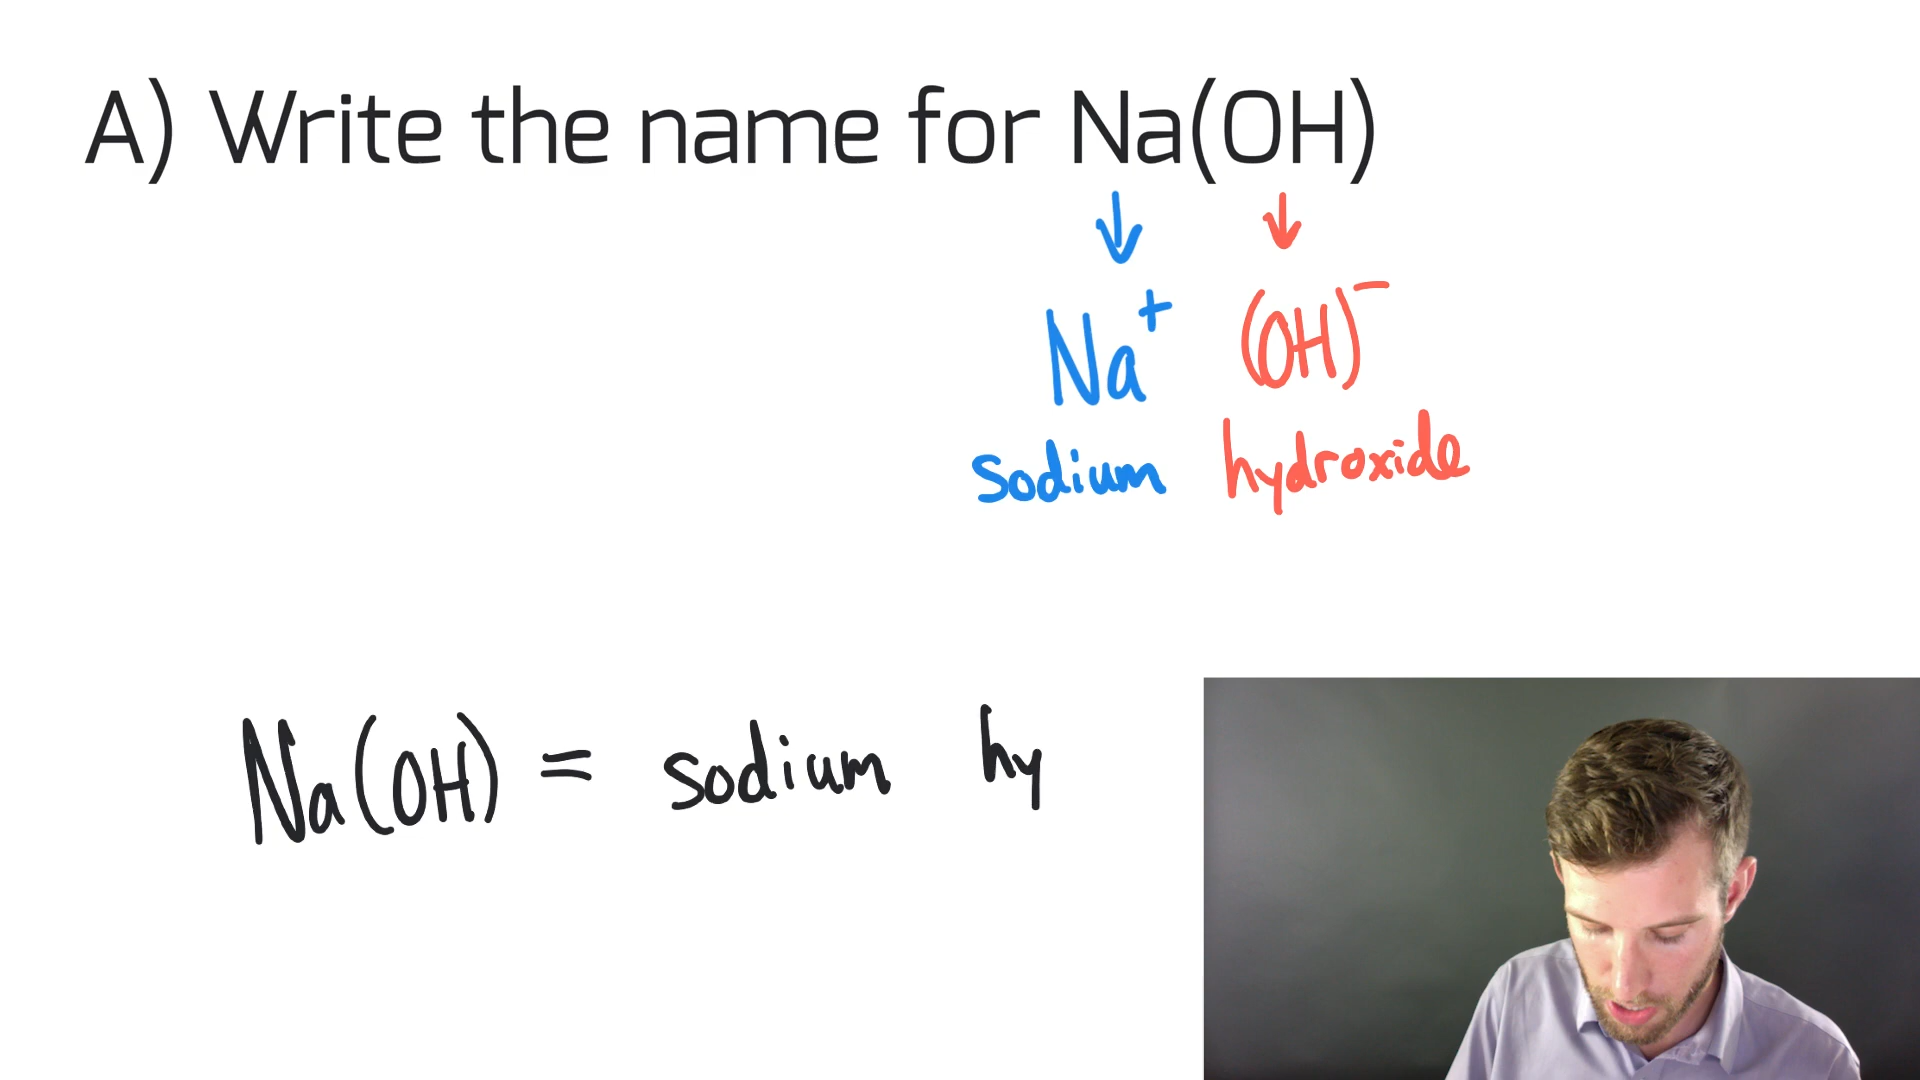 A) Write the name for Na(OH)
Na⁺ (OH)⁻
sodium hydroxide
Na(OH) = sodium hy